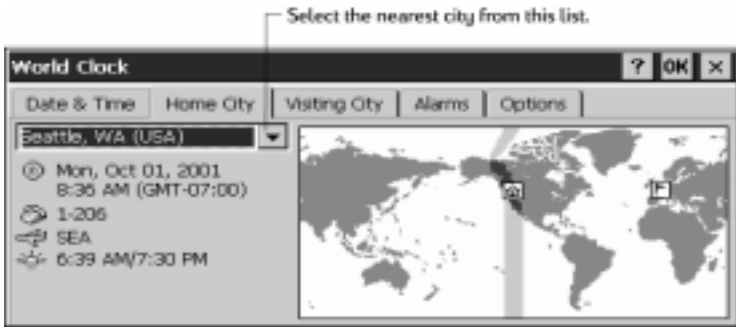 Select the nearest city from this list.
World Clock ? OK ×
Date & Time Home City Visiting City Alarms Options
Seattle, WA (USA)
Mon, Oct 01, 2001
8:36 AM (GMT-07:00)
1-206
SEA
6:39 AM/7:30 PM
F